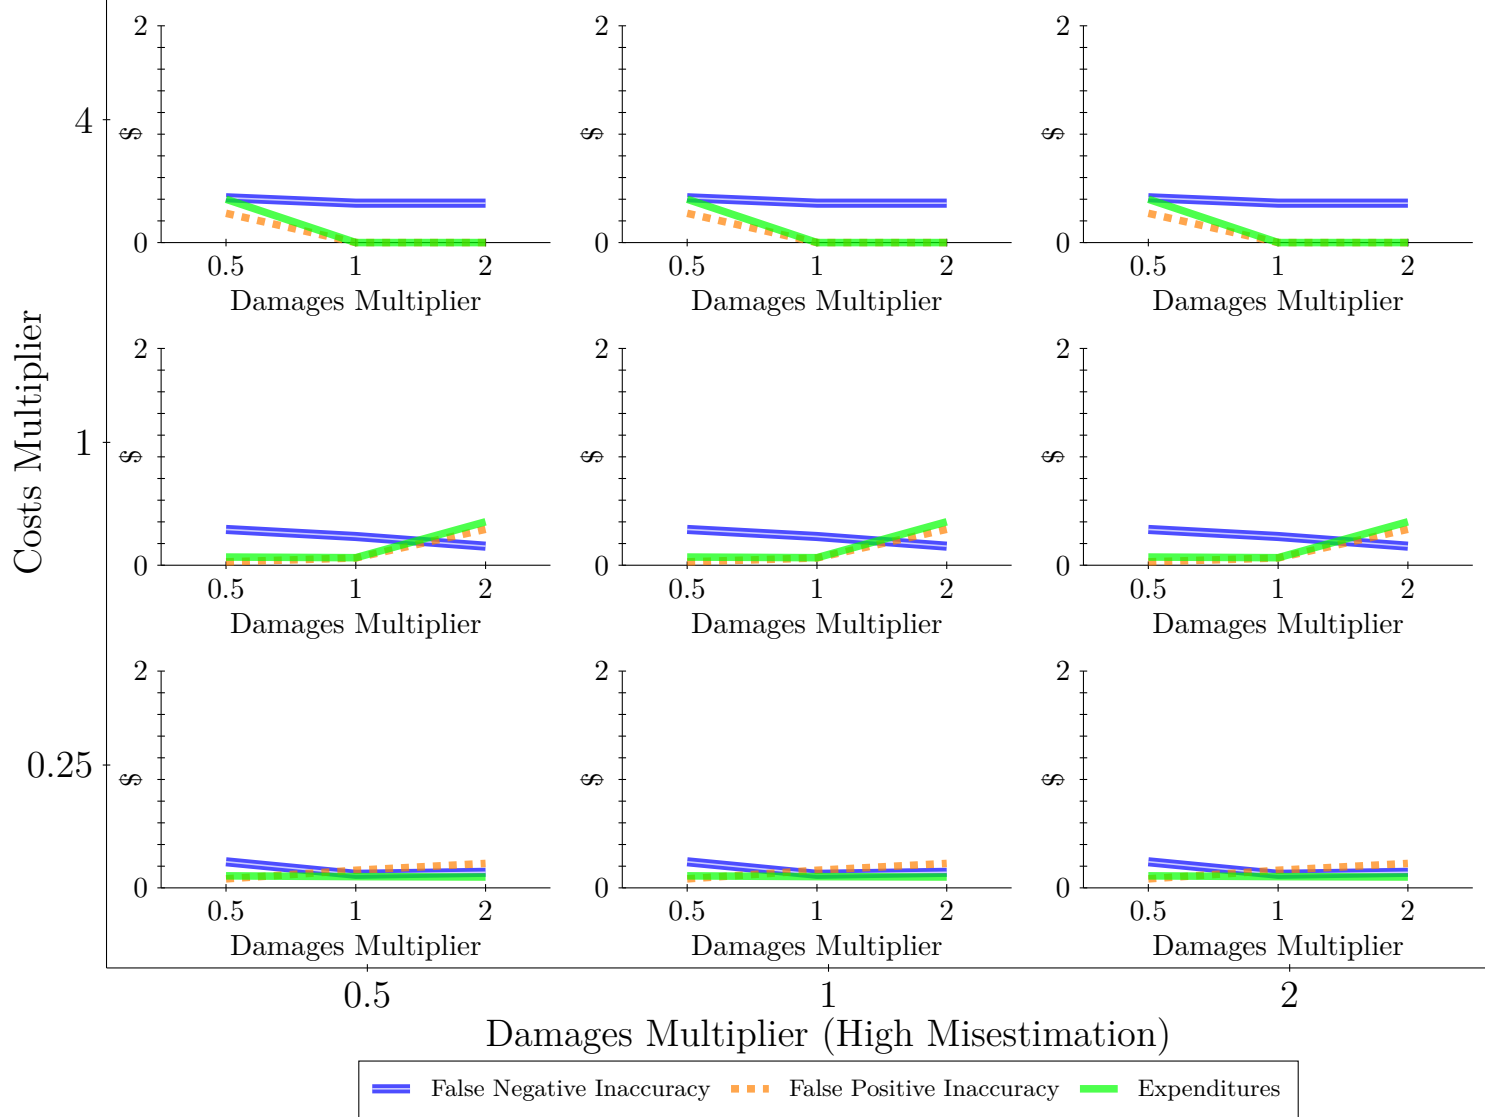 2 2 2
4 $ $ $
0 0 0
0.5 1 2 0.5 1 2 0.5 1 2
Damages Multiplier Damages Multiplier Damages Multiplier
Costs Multiplier
2 2 2
1 $ $ $
0 0 0
0.5 1 2 0.5 1 2 0.5 1 2
Damages Multiplier Damages Multiplier Damages Multiplier
2 2 2
0.25 $ $ $
0 0 0
0.5 1 2 0.5 1 2 0.5 1 2
Damages Multiplier Damages Multiplier Damages Multiplier
0.5 1 2
Damages Multiplier (High Misestimation)
False Negative Inaccuracy False Positive Inaccuracy Expenditures